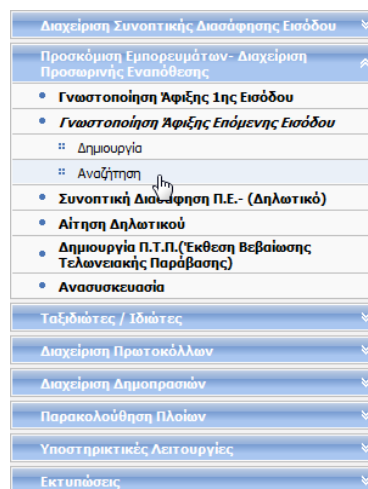 Διαχείριση Συνοπτικής Διασάφησης Εισόδου
Προσκόμιση Εμπορευμάτων- Διαχείριση
Προσωρινής Εναπόθεσης
Γνωστοποίηση Άφιξης 1ης Εισόδου
Γνωστοποίηση Άφιξης Επόμενης Εισόδου
Δημιουργία
Αναζήτηση
Συνοπτική Διασάφηση Π.Ε.- (Δηλωτικό)
Αίτηση Δηλωτικού
Δημιουργία Π.Τ.Π.(Έκθεση Βεβαίωσης
Τελωνειακής Παράβασης)
Ανασυσκευασία
Ταξιδιώτες / Ιδιώτες
Διαχείριση Πρωτοκόλλων
Διαχείριση Δημοπρασιών
Παρακολούθηση Πλοίων
Υποστηρικτικές Λειτουργίες
Εκτυπώσεις